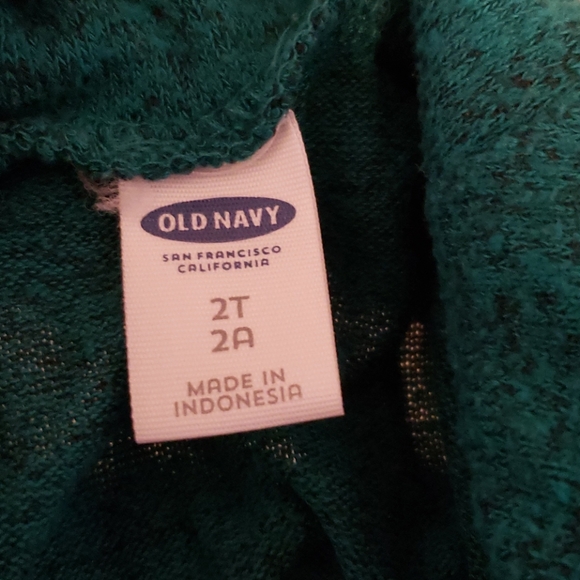 OLD NAVY
SAN FRANCISCO
CALIFORNIA
2T
2A
MADE IN
INDONESIA